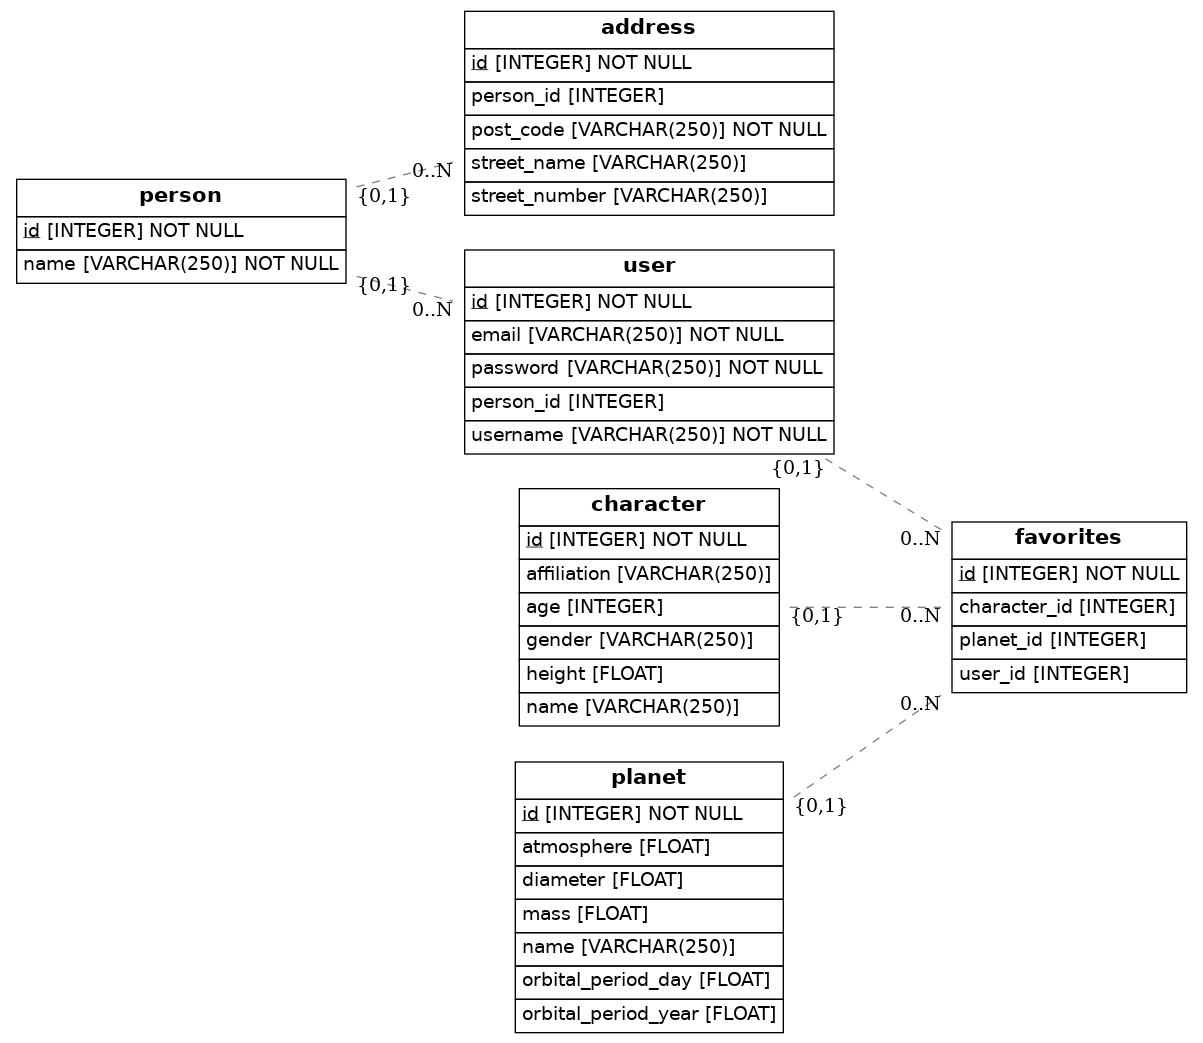 address
id [INTEGER] NOT NULL
person_id [INTEGER]
post_code [VARCHAR(250)] NOT NULL
street_name [VARCHAR(250)]
street_number [VARCHAR(250)]
0..N
{0,1}
person
id [INTEGER] NOT NULL
name [VARCHAR(250)] NOT NULL
{0,1}
0..N
user
id [INTEGER] NOT NULL
email [VARCHAR(250)] NOT NULL
password [VARCHAR(250)] NOT NULL
person_id [INTEGER]
username [VARCHAR(250)] NOT NULL
{0,1}
0..N
character
id [INTEGER] NOT NULL
affiliation [VARCHAR(250)]
age [INTEGER]
gender [VARCHAR(250)]
height [FLOAT]
name [VARCHAR(250)]
{0,1}
0..N
favorites
id [INTEGER] NOT NULL
character_id [INTEGER]
planet_id [INTEGER]
user_id [INTEGER]
0..N
{0,1}
planet
id [INTEGER] NOT NULL
atmosphere [FLOAT]
diameter [FLOAT]
mass [FLOAT]
name [VARCHAR(250)]
orbital_period_day [FLOAT]
orbital_period_year [FLOAT]